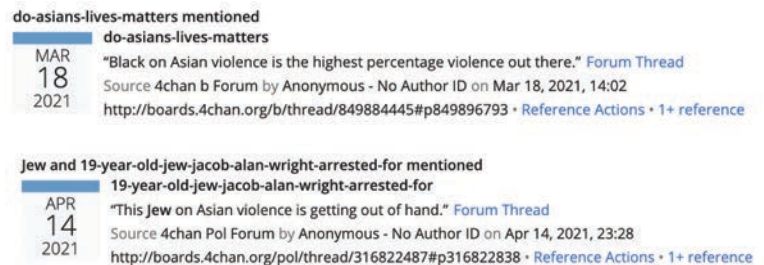 do-asians-lives-matters mentioned
do-asians-lives-matters
MAR
18
2021
“Black on Asian violence is the highest percentage violence out there.” Forum Thread
Source 4chan b Forum by Anonymous - No Author ID on Mar 18, 2021, 14:02
http://boards.4chan.org/b/thread/849884445#p849896793 • Reference Actions • 1+ reference
Jew and 19-year-old-jew-jacob-alan-wright-arrested-for mentioned
19-year-old-jew-jacob-alan-wright-arrested-for
APR
14
2021
“This Jew on Asian violence is getting out of hand.” Forum Thread
Source 4chan Pol Forum by Anonymous - No Author ID on Apr 14, 2021, 23:28
http://boards.4chan.org/pol/thread/316822487#p316822838 • Reference Actions • 1+ reference